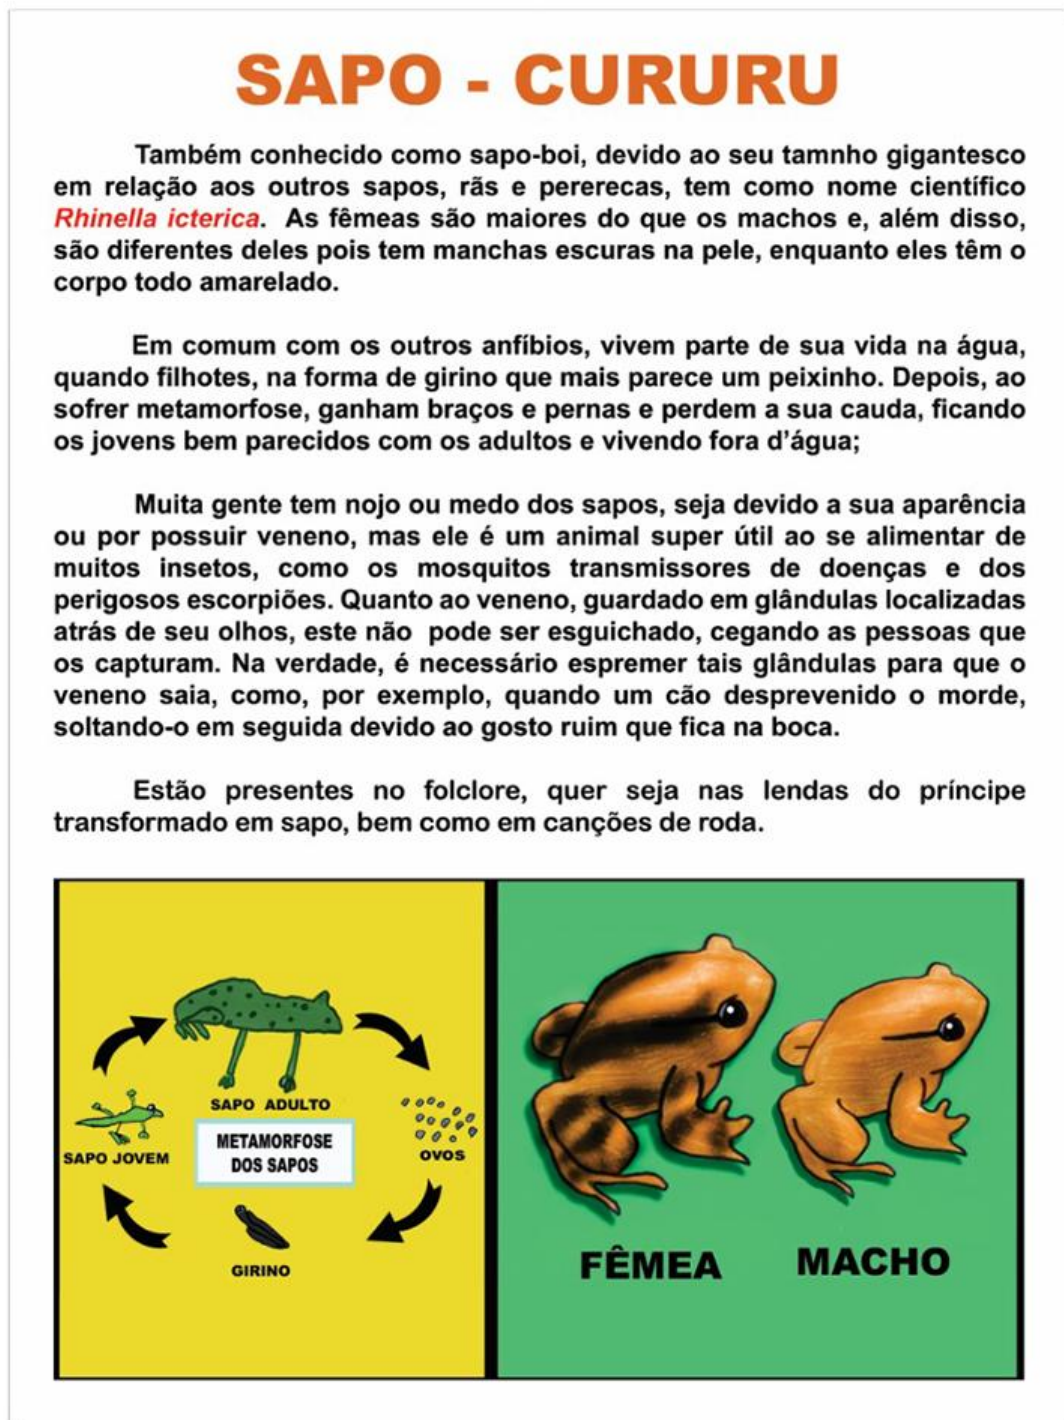 SAPO - CURURU
Também conhecido como sapo-boi, devido ao seu tamnho gigantesco
em relação aos outros sapos, rãs e pererecas, tem como nome científico
Rhinella icterica. As fêmeas são maiores do que os machos e, além disso,
são diferentes deles pois tem manchas escuras na pele, enquanto eles têm o
corpo todo amarelado.
Em comum com os outros anfíbios, vivem parte de sua vida na água,
quando filhotes, na forma de girino que mais parece um peixinho. Depois, ao
sofrer metamorfose, ganham braços e pernas e perdem a sua cauda, ficando
os jovens bem parecidos com os adultos e vivendo fora d'água;
Muita gente tem nojo ou medo dos sapos, seja devido a sua aparência
ou por possuir veneno, mas ele é um animal super útil ao se alimentar de
muitos insetos, como os mosquitos transmissores de doenças e dos
perigosos escorpiões. Quanto ao veneno, guardado em glândulas localizadas
atrás de seu olhos, este não pode ser esguichado, cegando as pessoas que
os capturam. Na verdade, é necessário espremer tais glândulas para que o
veneno saia, como, por exemplo, quando um cão desprevenido o morde,
soltando-o em seguida devido ao gosto ruim que fica na boca.
Estão presentes no folclore, quer seja nas lendas do príncipe
transformado em sapo, bem como em canções de roda.
SAPO ADULTO
SAPO JOVEM
METAMORFOSE
DOS SAPOS
OVOS
GIRINO
FÊMEA
MACHO